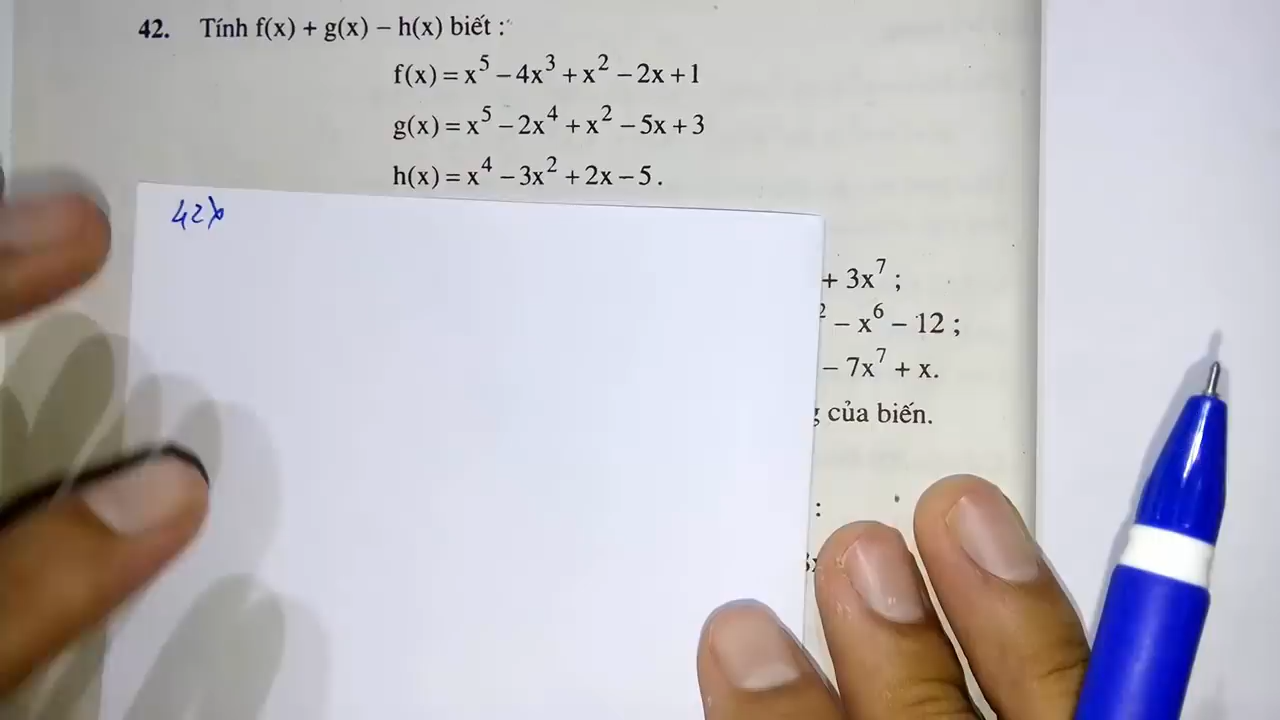 42. Tính f(x) + g(x) − h(x) biết :
f(x) = x⁵ − 4x³ + x² − 2x + 1
g(x) = x⁵ − 2x⁴ + x² − 5x + 3
h(x) = x⁴ − 3x² + 2x − 5 .
42)
+ 3x⁷ ;
² − x⁶ − 12 ;
− 7x⁷ + x.
của biến.
: